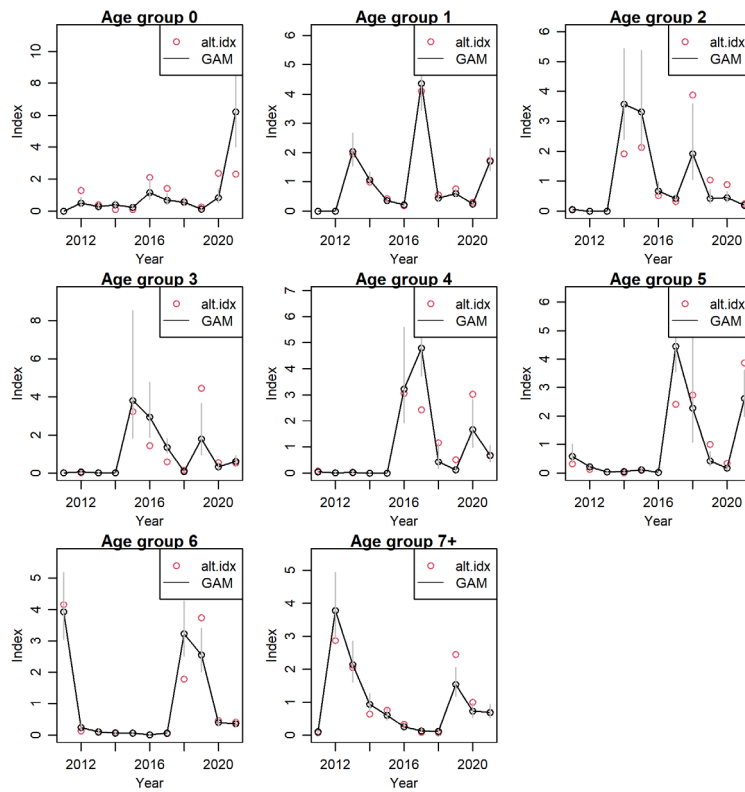 Age group 0
alt.idx
GAM
Index
0 2 4 6 8 10
2012 2016 2020
Year
Age group 1
alt.idx
GAM
Index
0 1 2 3 4 5
2012 2016 2020
Year
Age group 2
alt.idx
GAM
Index
0 1 2 3 4 5 6
2012 2016 2020
Year
Age group 3
alt.idx
GAM
Index
0 2 4 6 8
2012 2016 2020
Year
Age group 4
alt.idx
GAM
Index
0 1 2 3 4 5 6 7
2012 2016 2020
Year
Age group 5
alt.idx
GAM
Index
0 1 2 3 4 5 6
2012 2016 2020
Year
Age group 6
alt.idx
GAM
Index
0 1 2 3 4 5
2012 2016 2020
Year
Age group 7+
alt.idx
GAM
Index
0 1 2 3 4 5
2012 2016 2020
Year